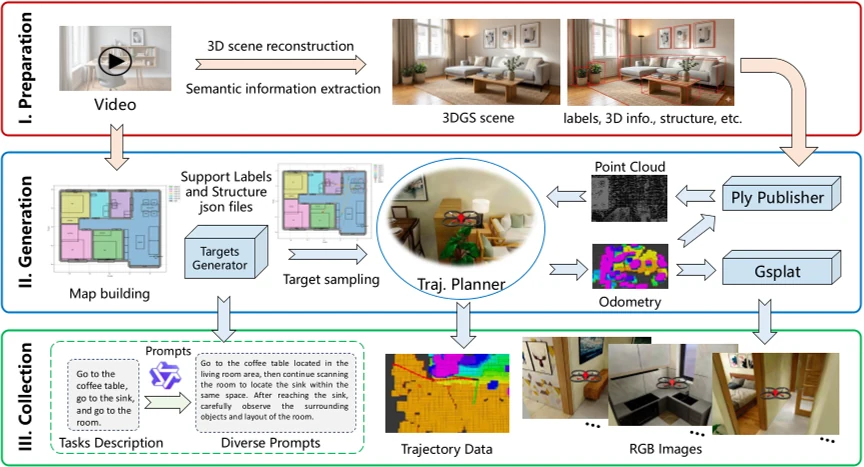 I. Preparation
Video
3D scene reconstruction
Semantic information extraction
3DGS scene
labels, 3D info., structure, etc.
II. Generation
Map building
Support Labels
and Structure
json files
Targets
Generator
Target sampling
Traj. Planner
Point Cloud
Odometry
Ply Publisher
Gsplat
III. Collection
Go to the
coffee table,
go to the sink,
and go to the
room.
Tasks Description
Prompts
Go to the coffee table located in the
living room area, then continue scanning
the room to locate the sink within the
same space. After reaching the sink,
carefully observe the surrounding
objects and layout of the room.
Diverse Prompts
Trajectory Data
...
...
RGB Images